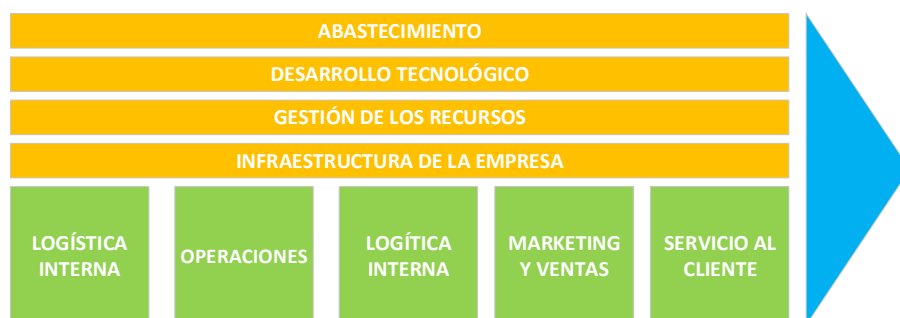 ABASTECIMIENTO
DESARROLLO TECNOLÓGICO
GESTIÓN DE LOS RECURSOS
INFRAESTRUCTURA DE LA EMPRESA
LOGÍSTICA
INTERNA
OPERACIONES
LOGÍTICA
INTERNA
MARKETING
Y VENTAS
SERVICIO AL
CLIENTE